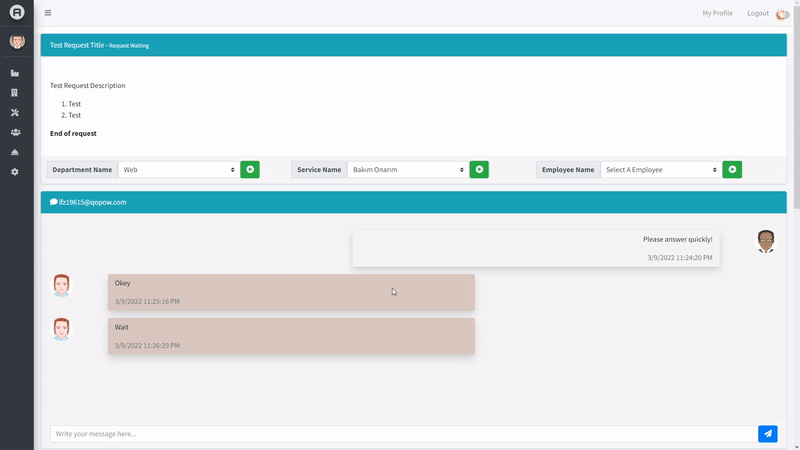 My Profile Logout
Test Request Title - Request Waiting
Test Request Description
1. Test
2. Test
End of request
Department Name Web Service Name Bakım Onarım Employee Name Select A Employee
lfz19615@qopow.com
Please answer quickly!
3/9/2022 11:24:20 PM
Okey
3/9/2022 11:25:16 PM
Wait
3/9/2022 11:26:29 PM
Write your message here...